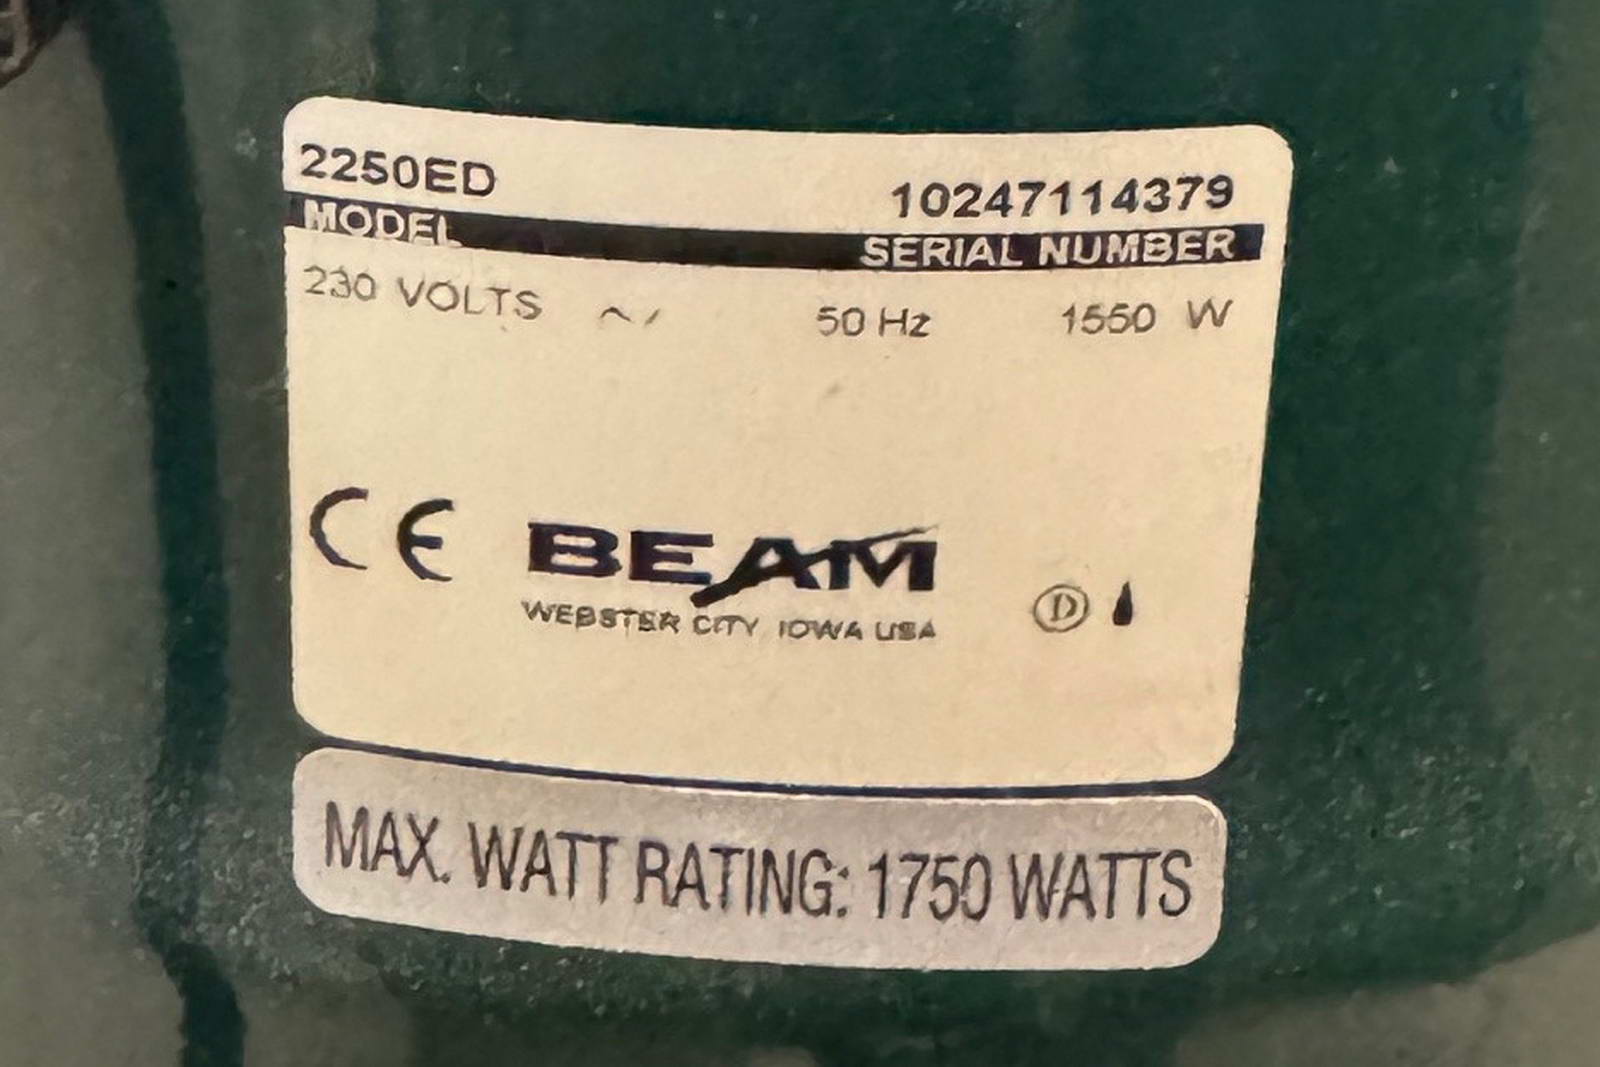 2250ED 10247114379
MODEL SERIAL NUMBER
230 VOLTS ~ 50 Hz 1550 W
CE BEAM
WEBSTER CITY IOWA USA D
MAX. WATT RATING: 1750 WATTS